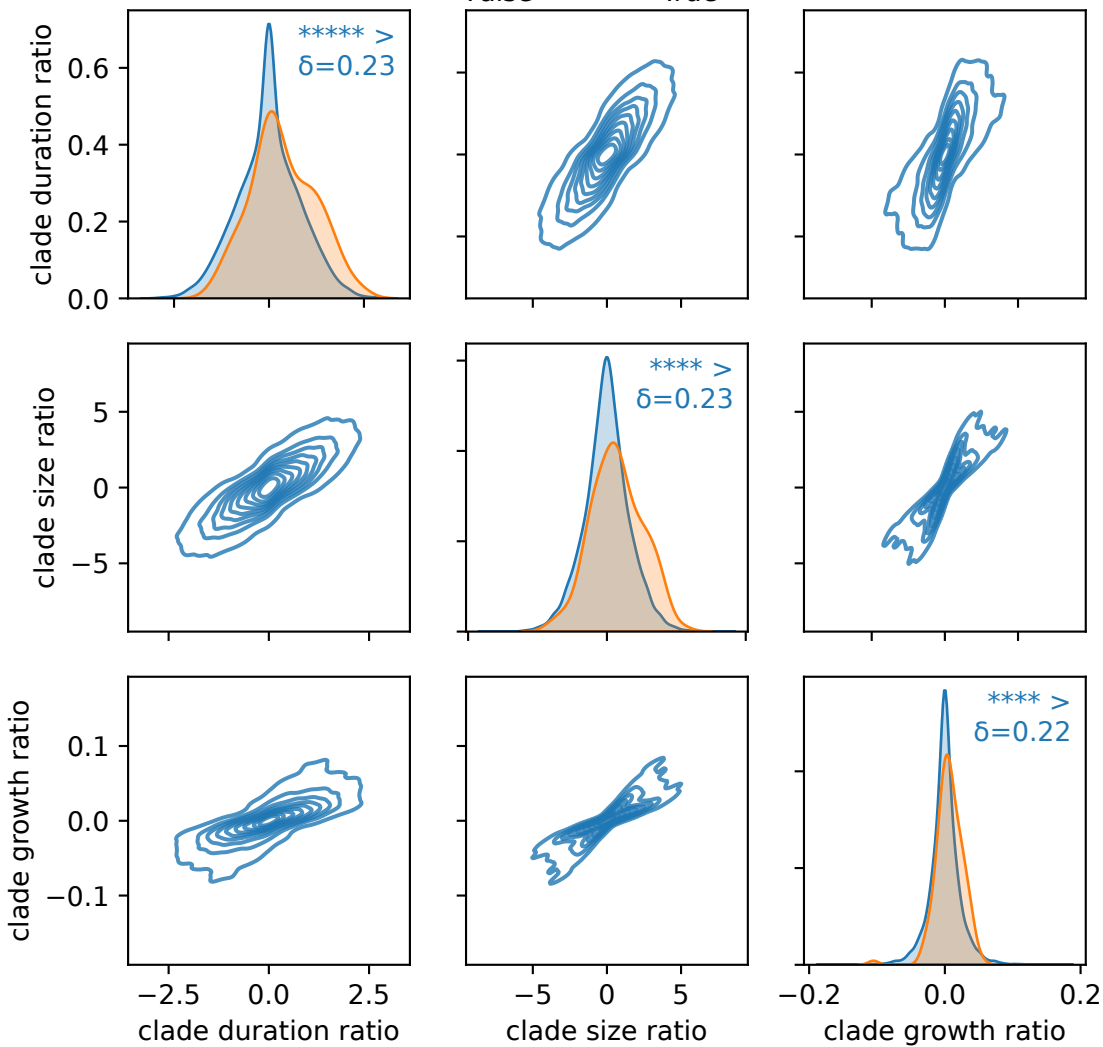 ***** >
δ=0.23
clade duration ratio
0.6
0.4
0.2
0.0
**** >
δ=0.23
clade size ratio
5
0
−5
**** >
δ=0.22
clade growth ratio
0.1
0.0
−0.1
−2.5
0.0
2.5
−5
0
5
−0.2
0.0
0.2
clade duration ratio
clade size ratio
clade growth ratio